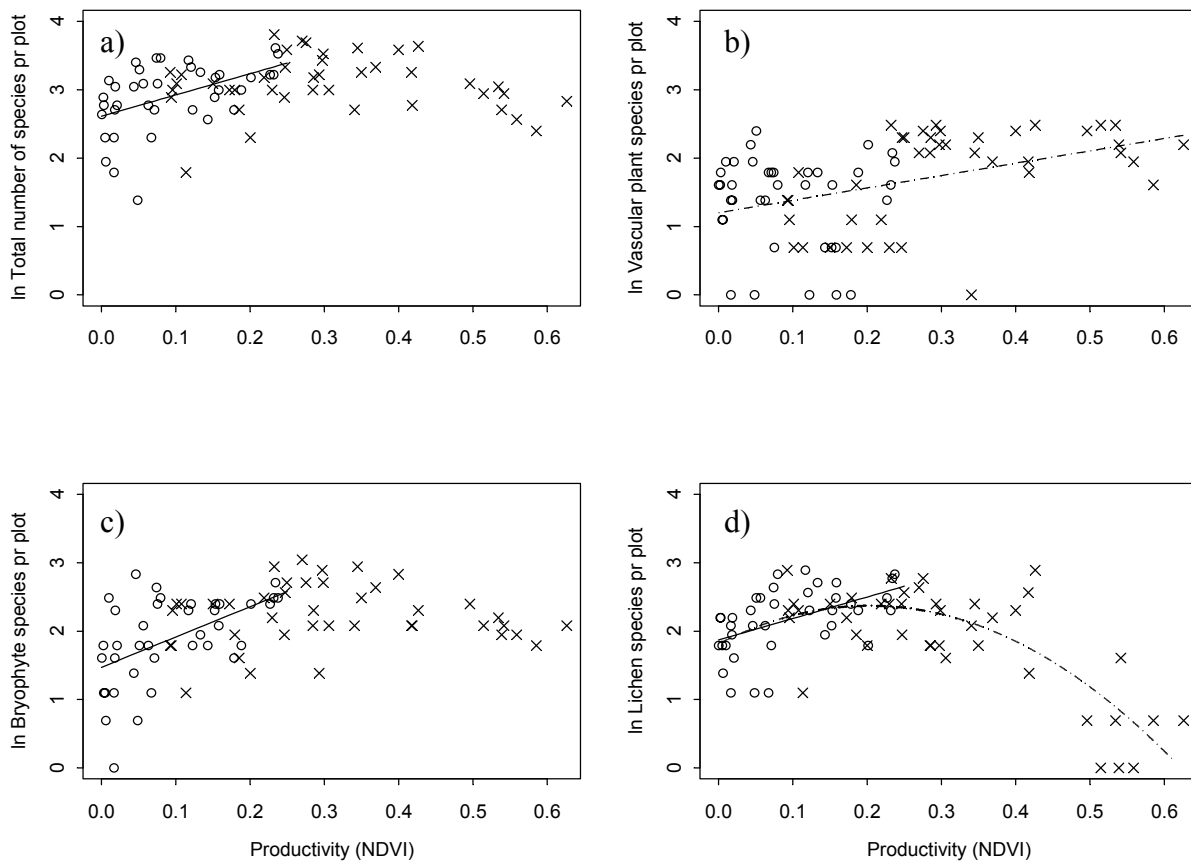 a)
ln Total number of species pr plot
4
3
2
1
0
0.0 0.1 0.2 0.3 0.4 0.5 0.6
b)
ln Vascular plant species pr plot
4
3
2
1
0
0.0 0.1 0.2 0.3 0.4 0.5 0.6
c)
ln Bryophyte species pr plot
4
3
2
1
0
0.0 0.1 0.2 0.3 0.4 0.5 0.6
Productivity (NDVI)
d)
ln Lichen species pr plot
4
3
2
1
0
0.0 0.1 0.2 0.3 0.4 0.5 0.6
Productivity (NDVI)